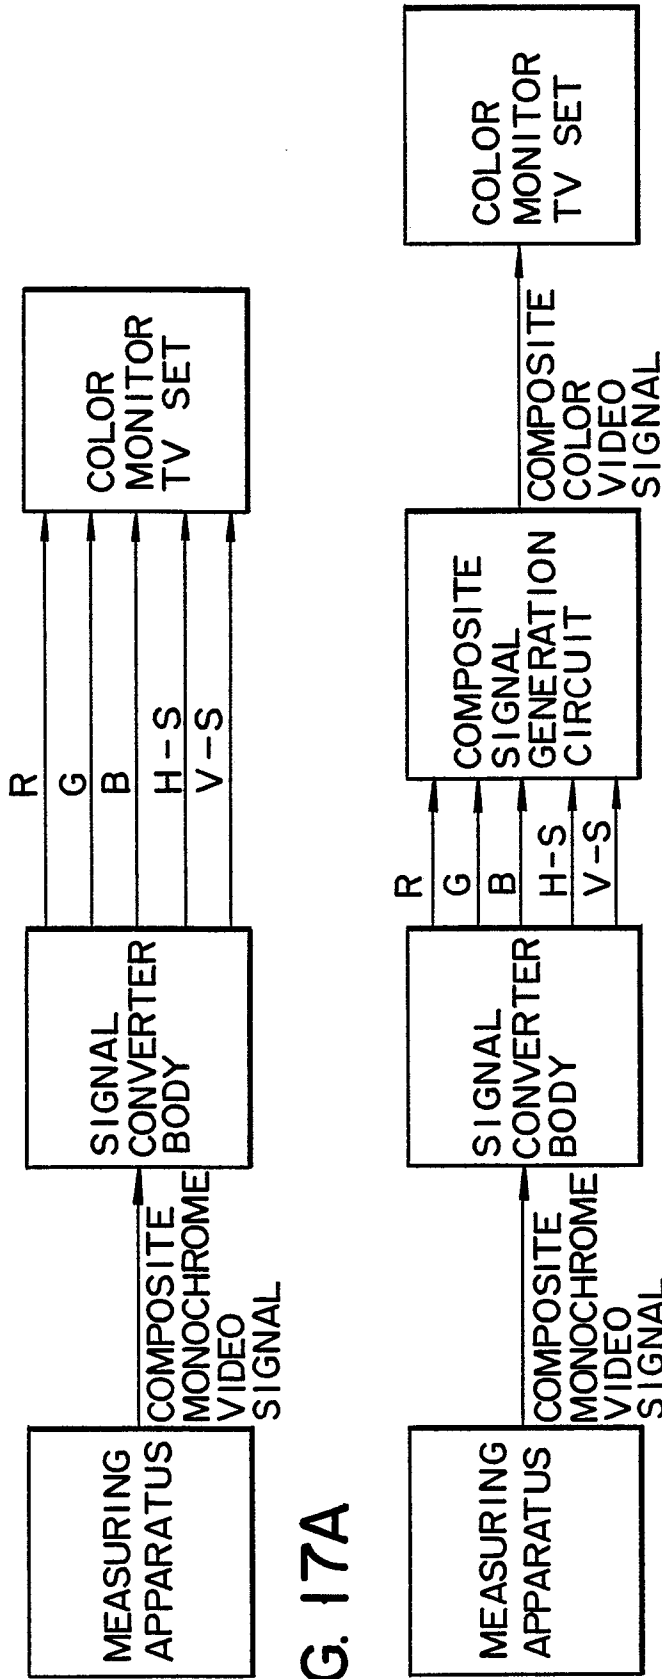 MEASURING
APPARATUS
COMPOSITE
MONOCHROME
VIDEO
SIGNAL
SIGNAL
CONVERTER
BODY
R
G
B
H-S
V-S
COLOR
MONITOR
TV SET
G. 17A
MEASURING
APPARATUS
COMPOSITE
MONOCHROME
VIDEO
SIGNAL
SIGNAL
CONVERTER
BODY
R
G
B
H-S
V-S
COMPOSITE
SIGNAL
GENERATION
CIRCUIT
COMPOSITE
COLOR
VIDEO
SIGNAL
COLOR
MONITOR
TV SET